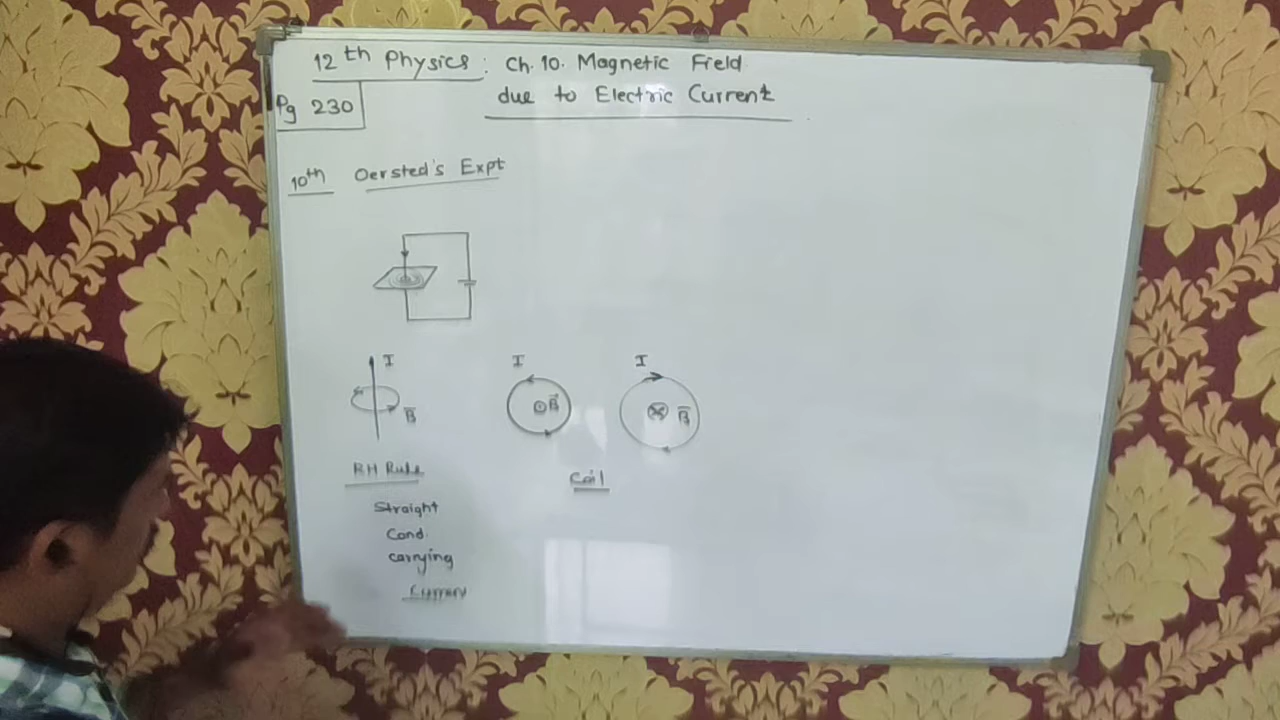 12th Physics : Ch. 10. Magnetic Field
due to Electric Current
Pg 230
10th Oersted's Expt
I
B
I
B
I
B
RH Rule
Coil
Straight
Cond.
carrying
Current